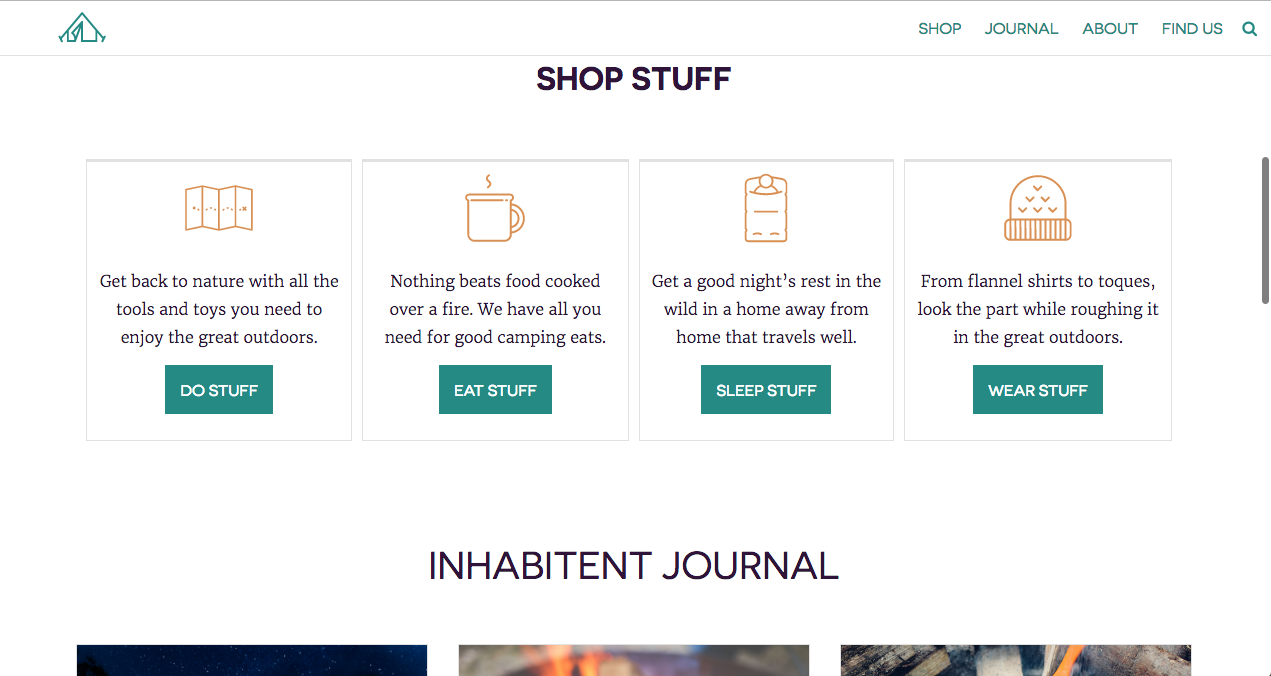 SHOP JOURNAL ABOUT FIND US
SHOP STUFF
Get back to nature with all the
tools and toys you need to
enjoy the great outdoors.
DO STUFF
Nothing beats food cooked
over a fire. We have all you
need for good camping eats.
EAT STUFF
Get a good night’s rest in the
wild in a home away from
home that travels well.
SLEEP STUFF
From flannel shirts to toques,
look the part while roughing it
in the great outdoors.
WEAR STUFF
INHABITENT JOURNAL